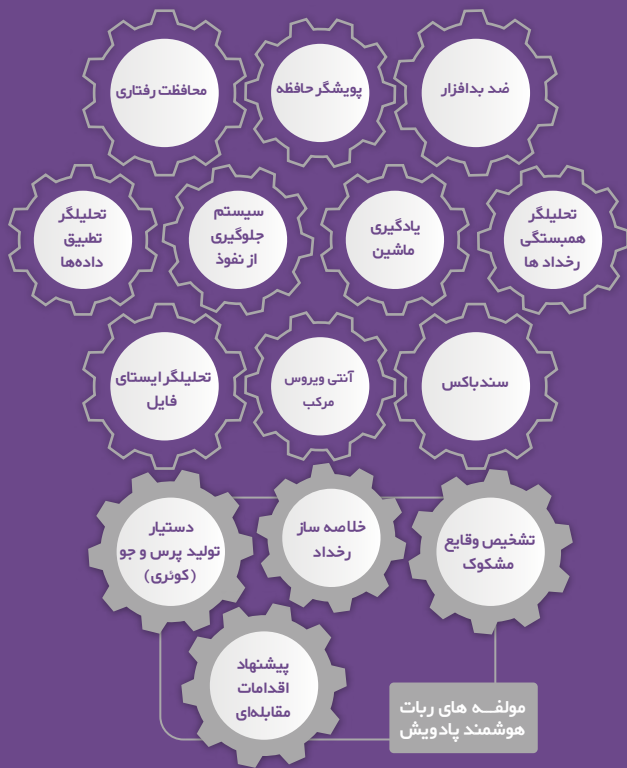 ضد بدافزار
پویشگر حافظه
محافظت رفتاری
تحلیلگر
همبستگی
رخداد ها
یادگیری
ماشین
سیستم
جلوگیری
از نفوذ
تحلیلگر
تطبیق
داده‌ها
سندباکس
آنتی ویروس
مرکب
تحلیلگر ایستای
فایل
تشخیص وقایع
مشکوک
خلاصه ساز
رخداد
دستیار
تولید پرس و جو
(کوئری)
پیشنهاد
اقدامات
مقابله‌ای
مولفـه های ربات
هوشمند پادویش